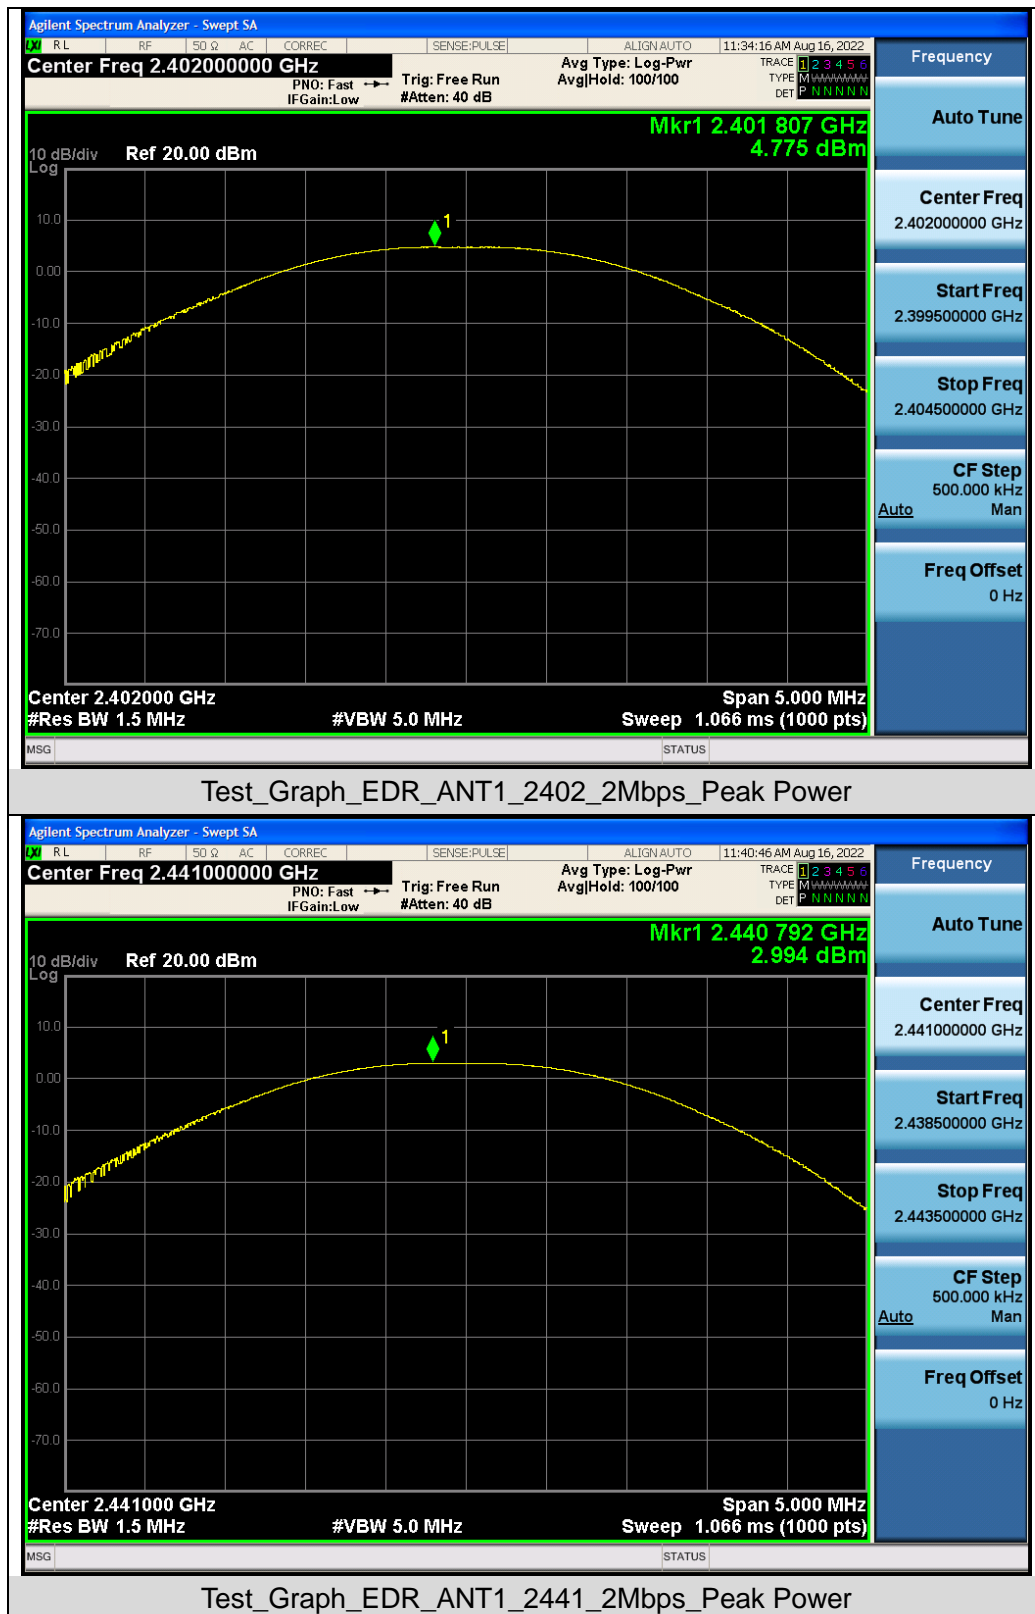 Agilent Spectrum Analyzer - Swept SA
LXI RL RF 50 Ω AC CORREC SENSE:PULSE ALIGN AUTO 11:34:16 AM Aug 16, 2022
Center Freq 2.402000000 GHz
PNO: Fast
IFGain:Low
Trig: Free Run
#Atten: 40 dB
Avg Type: Log-Pwr
Avg|Hold: 100/100
TRACE 1 2 3 4 5 6
TYPE M
DET P N N N N N
Mkr1 2.401 807 GHz
4.775 dBm
10 dB/div Ref 20.00 dBm
Log
1
10.0
0.00
-10.0
-20.0
-30.0
-40.0
-50.0
-60.0
-70.0
Center 2.402000 GHz Span 5.000 MHz
#Res BW 1.5 MHz #VBW 5.0 MHz Sweep 1.066 ms (1000 pts)
MSG STATUS
Frequency
Auto Tune
Center Freq
2.402000000 GHz
Start Freq
2.399500000 GHz
Stop Freq
2.404500000 GHz
CF Step
500.000 kHz
Auto Man
Freq Offset
0 Hz
Test_Graph_EDR_ANT1_2402_2Mbps_Peak Power
Agilent Spectrum Analyzer - Swept SA
LXI RL RF 50 Ω AC CORREC SENSE:PULSE ALIGN AUTO 11:40:46 AM Aug 16, 2022
Center Freq 2.441000000 GHz
PNO: Fast
IFGain:Low
Trig: Free Run
#Atten: 40 dB
Avg Type: Log-Pwr
Avg|Hold: 100/100
TRACE 1 2 3 4 5 6
TYPE M
DET P N N N N N
Mkr1 2.440 792 GHz
2.994 dBm
10 dB/div Ref 20.00 dBm
Log
1
10.0
0.00
-10.0
-20.0
-30.0
-40.0
-50.0
-60.0
-70.0
Center 2.441000 GHz Span 5.000 MHz
#Res BW 1.5 MHz #VBW 5.0 MHz Sweep 1.066 ms (1000 pts)
MSG STATUS
Frequency
Auto Tune
Center Freq
2.441000000 GHz
Start Freq
2.438500000 GHz
Stop Freq
2.443500000 GHz
CF Step
500.000 kHz
Auto Man
Freq Offset
0 Hz
Test_Graph_EDR_ANT1_2441_2Mbps_Peak Power